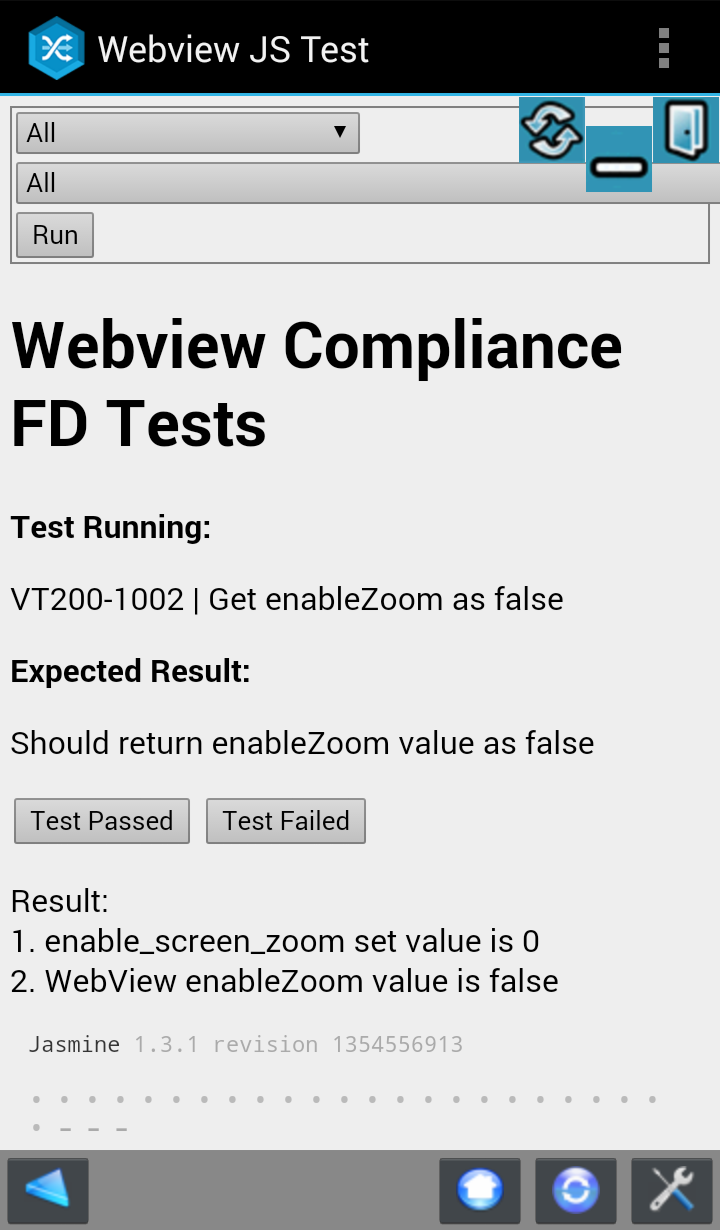 Webview JS Test
All
All
Run
Webview Compliance
FD Tests
Test Running:
VT200-1002 | Get enableZoom as false
Expected Result:
Should return enableZoom value as false
Test Passed Test Failed
Result:
1. enable_screen_zoom set value is 0
2. WebView enableZoom value is false
Jasmine 1.3.1 revision 1354556913